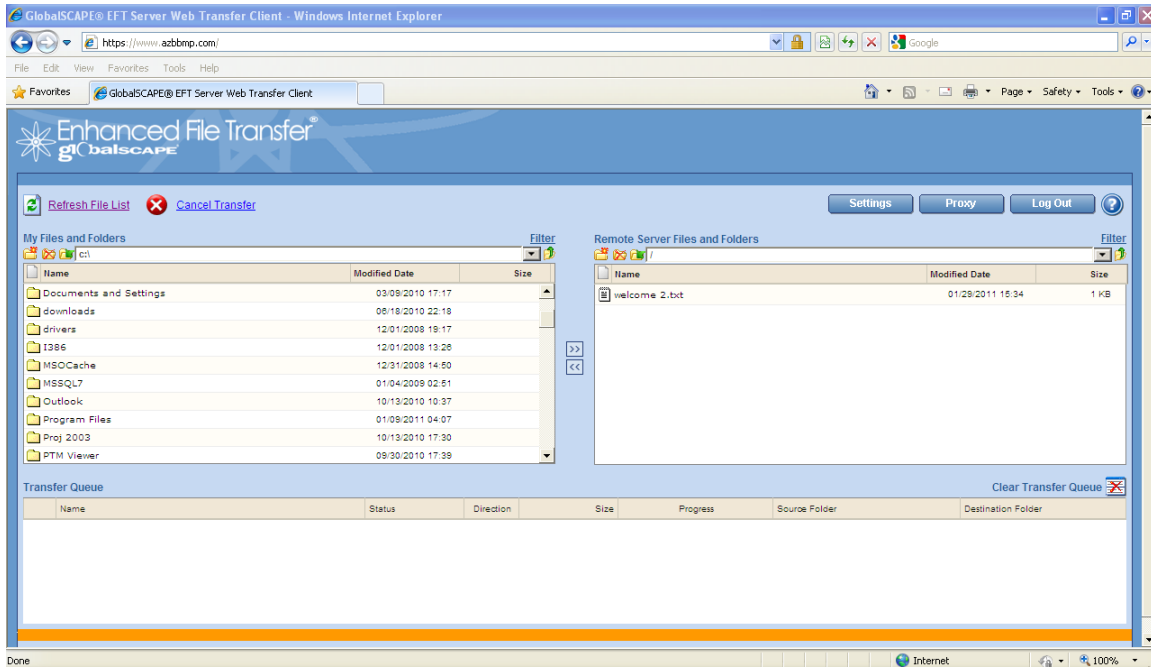 GlobalSCAPE® EFT Server Web Transfer Client - Windows Internet Explorer
https://www.azbbmp.com/
Google
File Edit View Favorites Tools Help
Favorites
GlobalSCAPE® EFT Server Web Transfer Client
Page Safety Tools
Enhanced File Transfer®
globalSCAPE
Refresh File List
Cancel Transfer
Settings
Proxy
Log Out
My Files and Folders
Filter
c:\
Name Modified Date Size
Documents and Settings 03/09/2010 17:17
downloads 06/18/2010 22:18
drivers 12/01/2008 19:17
I386 12/01/2008 13:26
MSOCache 12/31/2008 14:50
MSSQL7 01/04/2009 02:51
Outlook 10/13/2010 10:37
Program Files 01/09/2011 04:07
Proj 2003 10/13/2010 17:30
PTM Viewer 09/30/2010 17:39
>>
<<
Remote Server Files and Folders
Filter
/
Name Modified Date Size
welcome 2.txt 01/29/2011 15:34 1 KB
Transfer Queue
Clear Transfer Queue
Name Status Direction Size Progress Source Folder Destination Folder
Done
Internet
100%